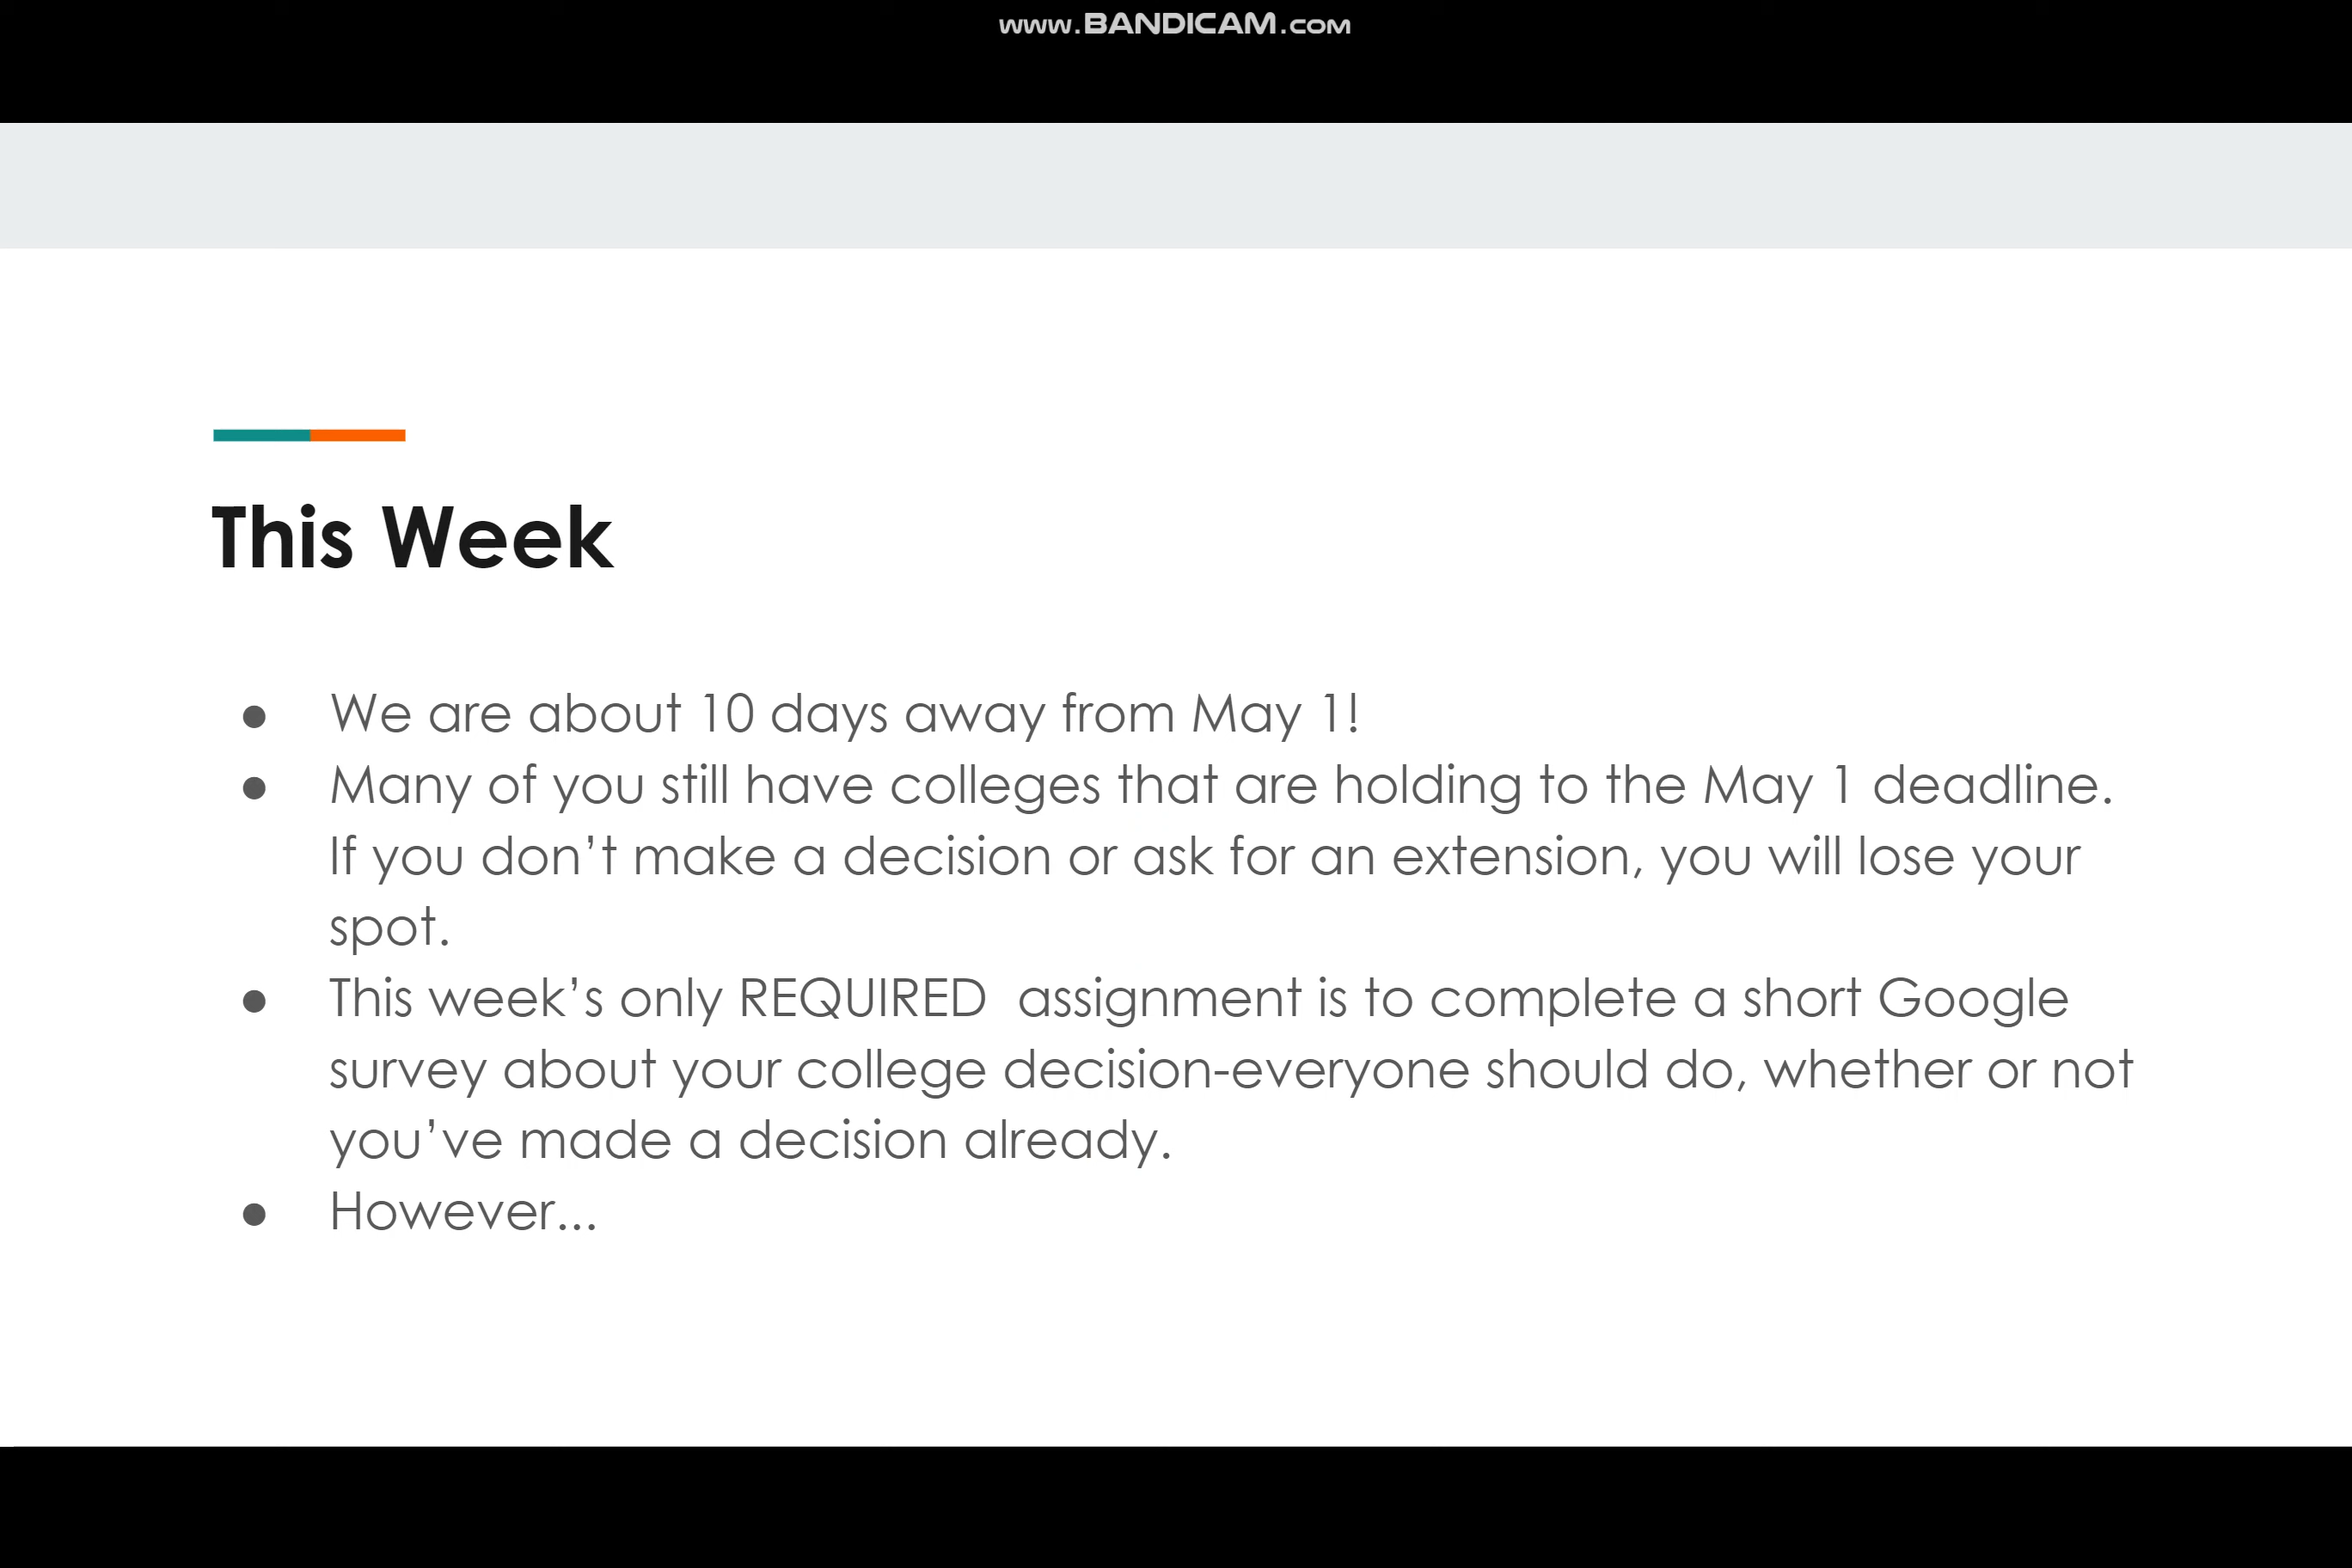 www.BANDICAM.com
This Week
● We are about 10 days away from May 1!
● Many of you still have colleges that are holding to the May 1 deadline.
If you don’t make a decision or ask for an extension, you will lose your
spot.
● This week’s only REQUIRED  assignment is to complete a short Google
survey about your college decision-everyone should do, whether or not
you’ve made a decision already.
● However...